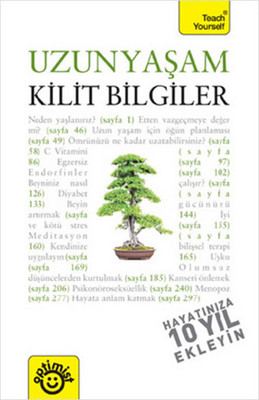 Teach
Yourself
UZUN YAŞAM
KİLİT BİLGİLER
Neden yaşlanırız? (sayfa 1) Etten vazgeçmeye değer
mi? (sayfa 46) Uzun yaşam için öğün planlaması
(sayfa 49) Ömrünüzü ne kadar uzatabilirsiniz? (sayfa
58) C Vitamini (sayfa
86) Egzersiz (sayfa 97)
Endorfinler (sayfa 102)
Beyniniz nasıl çalışır? (sayfa
126) Diyabet (sayfa
133) Beyin gücünüzü
artırmak (sayfa 144) İyi
ve kötü stres (sayfa 155)
Meditasyon (sayfa
160) Kendinize bilişsel terapi
uygulayın (sayfa 165) Uyku
(sayfa 169) Olumsuz
düşüncelerden kurtulmak (sayfa 185) Kanseri önlemek
(sayfa 206) Psikonöroseksüellik (sayfa 240) Menopoz
(sayfa 277) Hayata anlam katmak (sayfa 297)
HAYATINIZA
10 YIL
EKLEYİN
optimist